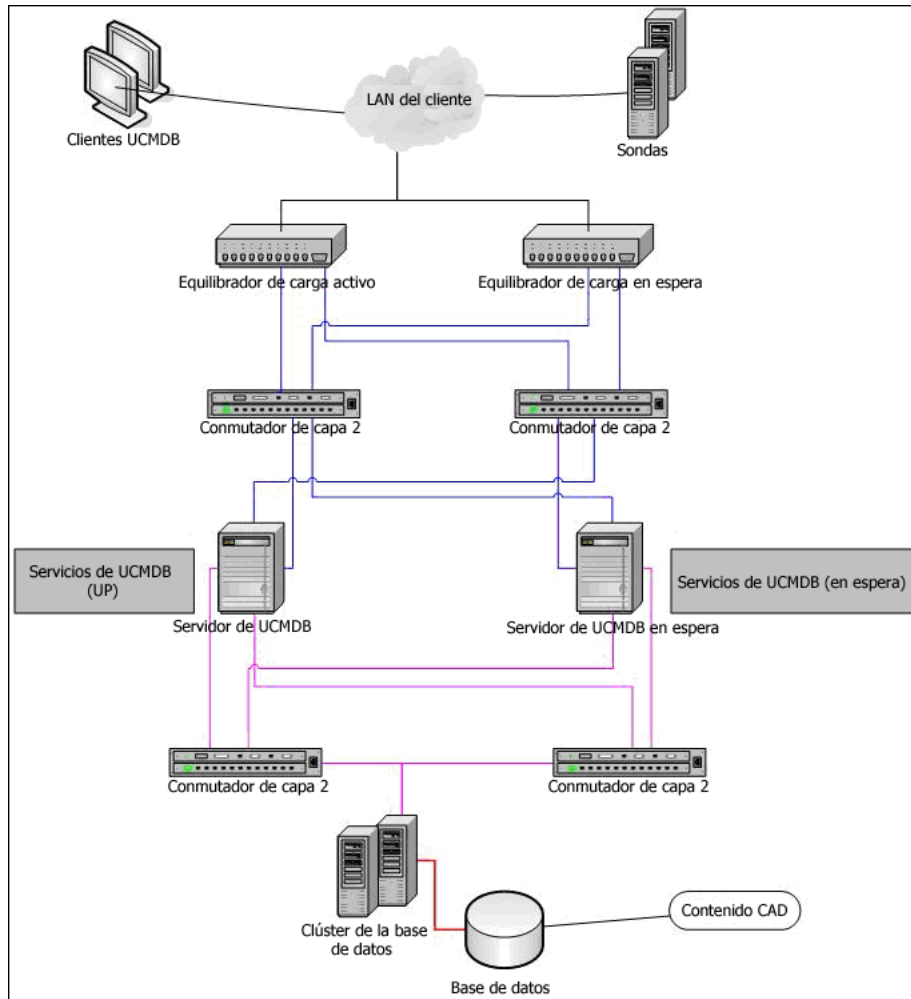 LAN del cliente
Clientes UCMDB
Sondas
Equilibrador de carga activo
Equilibrador de carga en espera
Conmutador de capa 2
Conmutador de capa 2
Servicios de UCMDB
(UP)
Servicios de UCMDB (en espera)
Servidor de UCMDB
Servidor de UCMDB en espera
Conmutador de capa 2
Conmutador de capa 2
Clúster de la base
de datos
Contenido CAD
Base de datos